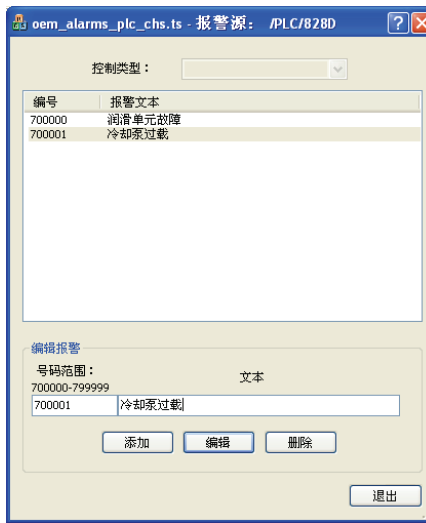 oem_alarms_plc_chs.ts - 报警源： /PLC/828D
控制类型：
编号 报警文本
700000 润滑单元故障
700001 冷却泵过载
编辑报警
号码范围： 文本
700000-799999
700001 冷却泵过载
添加 编辑 删除
退出